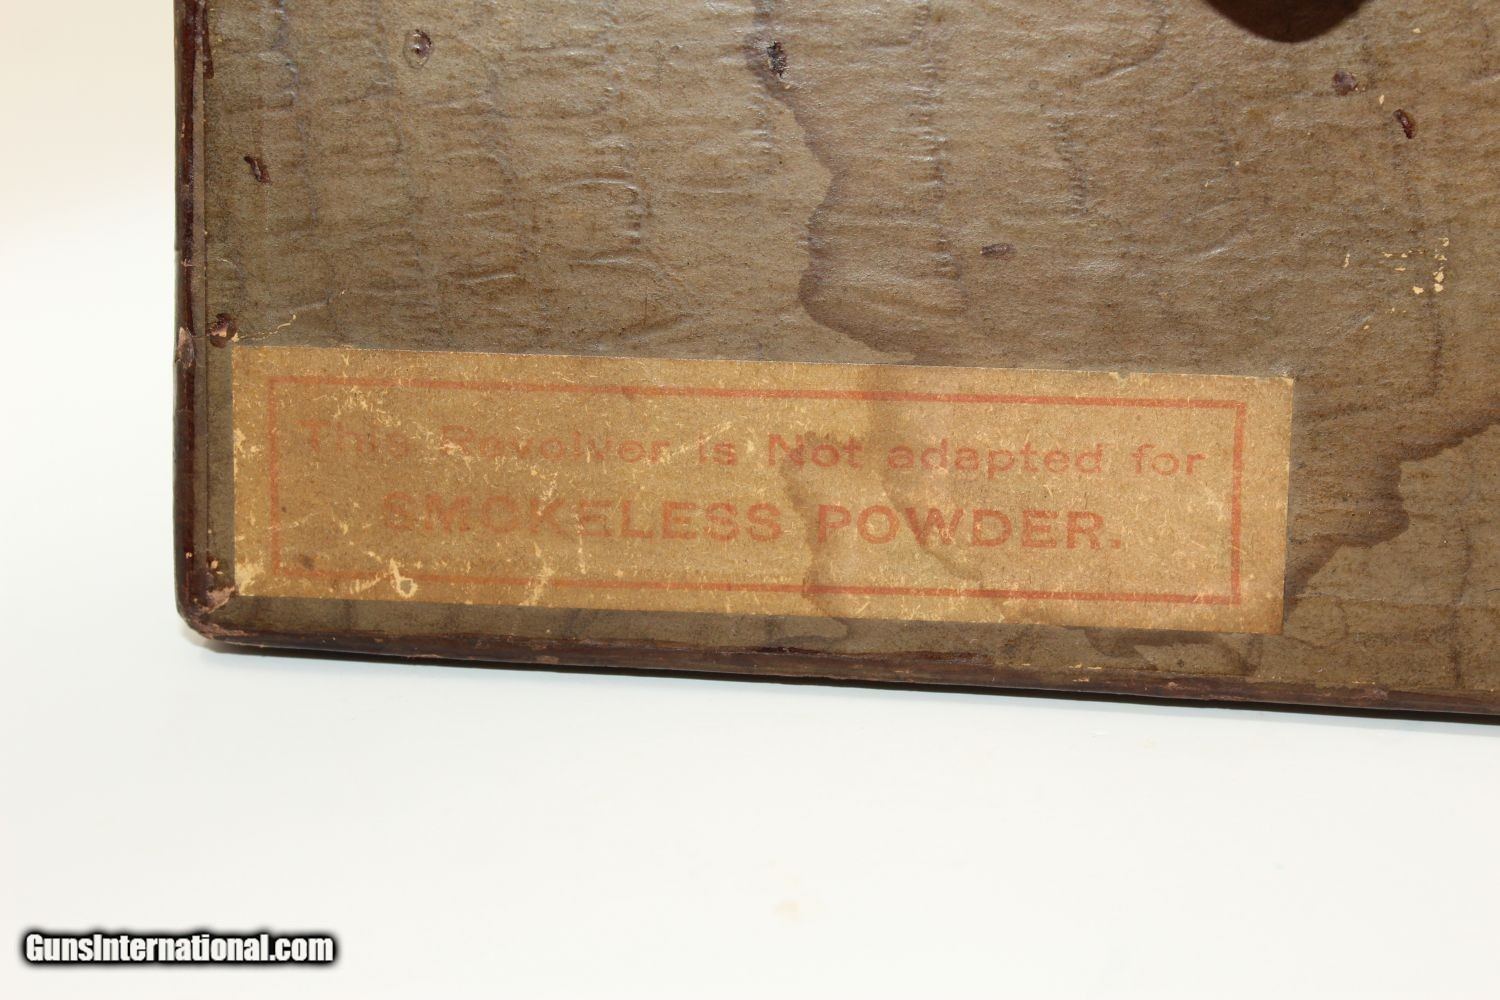 This Revolver is Not adapted for
SMOKELESS POWDER.
GunsInternational.com